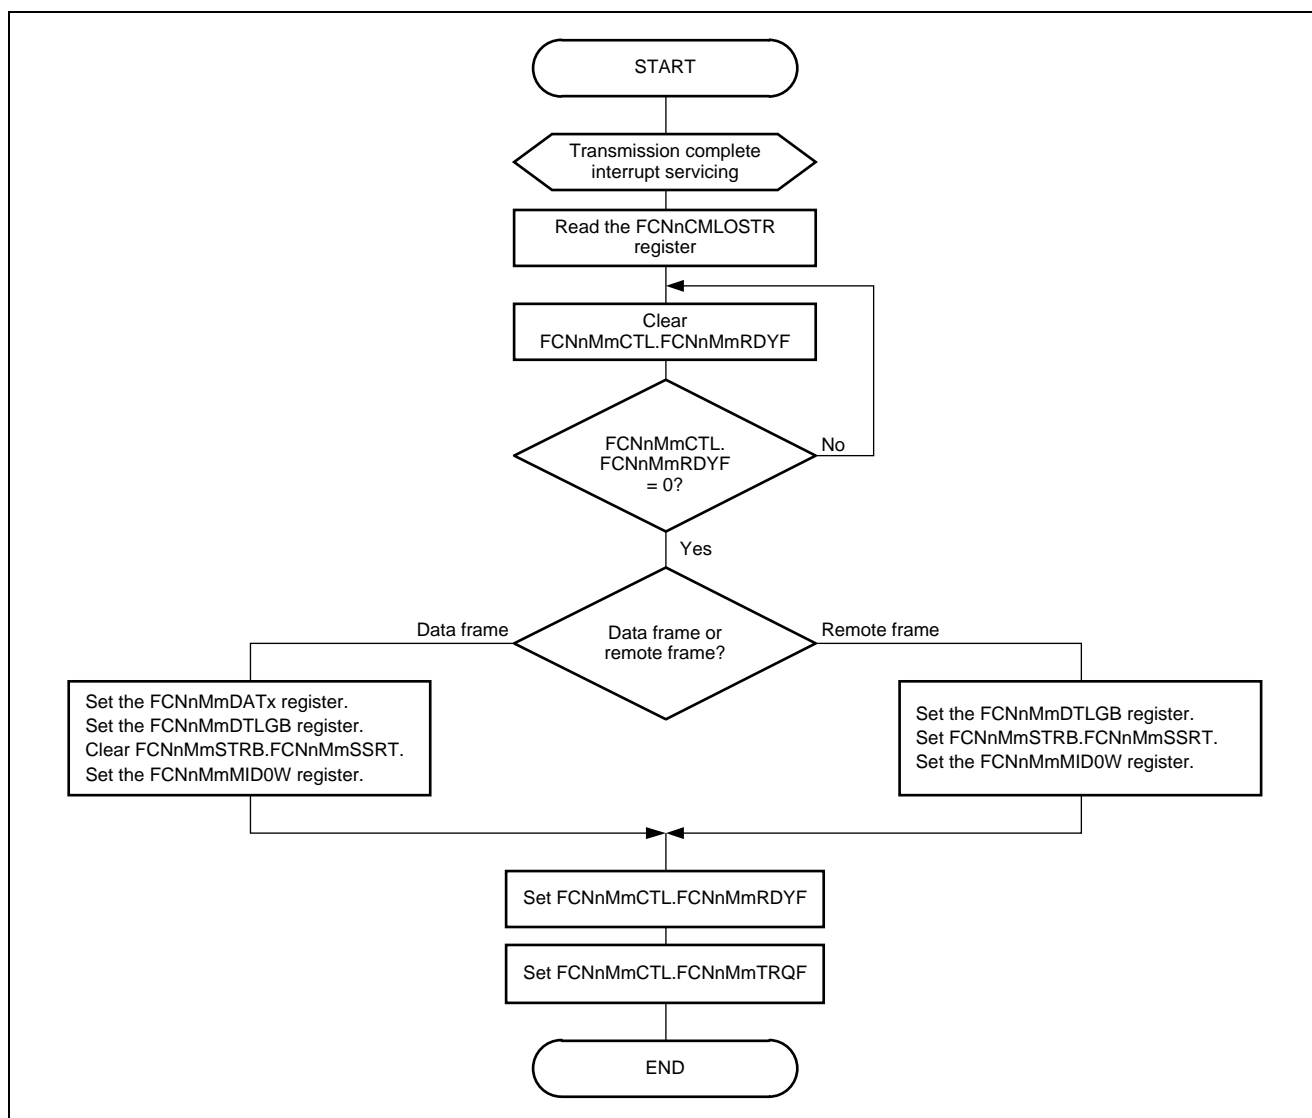 START
Transmission complete
interrupt servicing
Read the FCNnCMLOSTR
register
Clear
FCNnMmCTL.FCNnMmRDYF
FCNnMmCTL.
FCNnMmRDYF
= 0?
No
Yes
Data frame or
remote frame?
Data frame
Remote frame
Set the FCNnMmDATx register.
Set the FCNnMmDTLGB register.
Clear FCNnMmSTRB.FCNnMmSSRT.
Set the FCNnMmMID0W register.
Set the FCNnMmDTLGB register.
Set FCNnMmSTRB.FCNnMmSSRT.
Set the FCNnMmMID0W register.
Set FCNnMmCTL.FCNnMmRDYF
Set FCNnMmCTL.FCNnMmTRQF
END